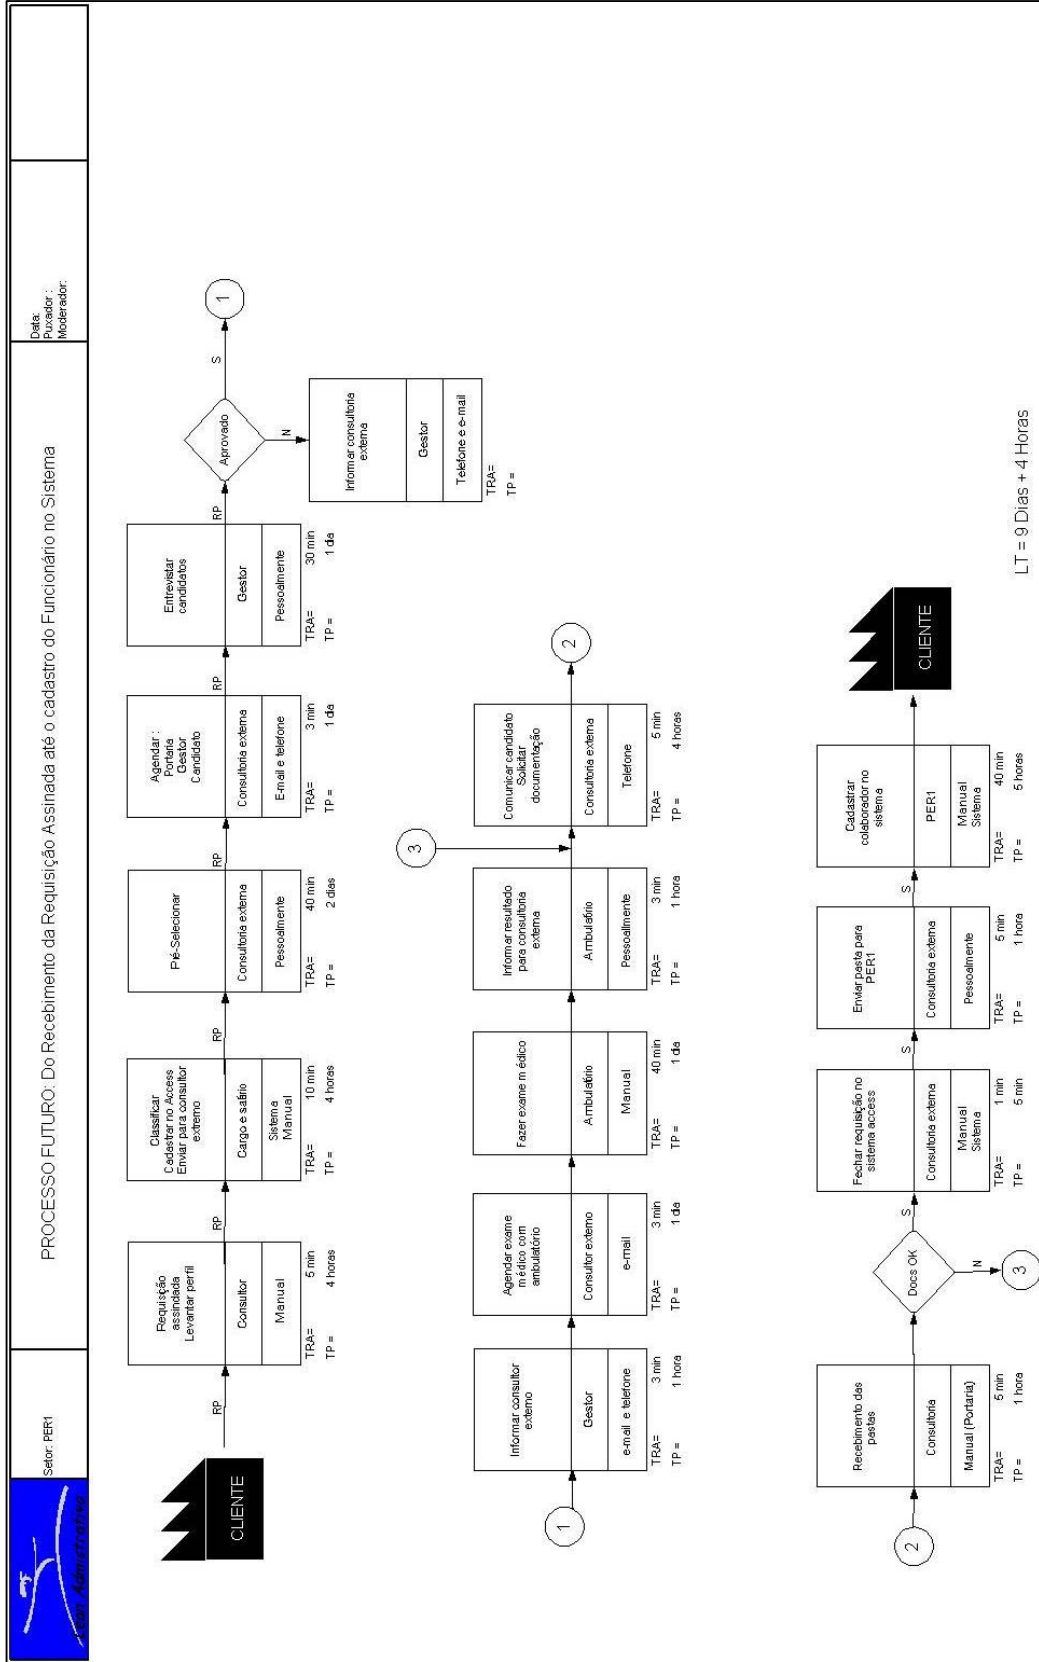 Lean Administrativo
Setor: PER1
PROCESSO FUTURO: Do Recebimento da Requisição Assinada até o cadastro do Funcionário no Sistema
Data:
Puxador :
Moderador:
CLIENTE
RP
Requisição
assindada
Levantar perfil
Consultor
Manual
TRA= 5 min
TP = 4 horas
RP
Classificar
Cadastrar no Access
Enviar para consultor
extremo
Cargo e salário
Sistema
Manual
TRA= 10 min
TP = 4 horas
RP
Pré-Selecionar
Consultoria externa
Pessoalmente
TRA= 40 min
TP = 2 dias
RP
Agendar :
Portaria
Gestor
Candidato
Consultoria externa
E-mail e telefone
TRA= 3 min
TP = 1 dia
RP
Entrevistar
candidatos
Gestor
Pessoalmente
TRA= 30 min
TP = 1 dia
RP
Aprovado
S
1
N
Informar consultoria
externa
Gestor
Telefone e e-mail
TRA=
TP =
1
Informar consultor
externo
Gestor
e-mail e telefone
TRA= 3 min
TP = 1 hora
Agendar exame
médico com
ambulatório
Consultor externo
e-mail
TRA= 3 min
TP = 1 dia
Fazer exame médico
Ambulatório
Manual
TRA= 40 min
TP = 1 dia
Informar resultado
para consultoria
externa
Ambulatório
Pessoalmente
TRA= 3 min
TP = 1 hora
3
Comunicar candidato
Solicitar
documentação
Consultoria externa
Telefone
TRA= 5 min
TP = 4 horas
2
2
Recebimento das
pastas
Consultoria
Manual (Portaria)
TRA= 5 min
TP = 1 hora
Docs OK
N
3
S
Fechar requisição no
sistema access
Consultoria externa
Manual
Sistema
TRA= 1 min
TP = 5 min
S
Enviar pasta para
PER1
Consultoria externa
Pessoalmente
TRA= 5 min
TP = 1 hora
S
Cadastrar
colaborador no
sistema
PER1
Manual
Sistema
TRA= 40 min
TP = 5 horas
CLIENTE
LT = 9 Dias + 4 Horas